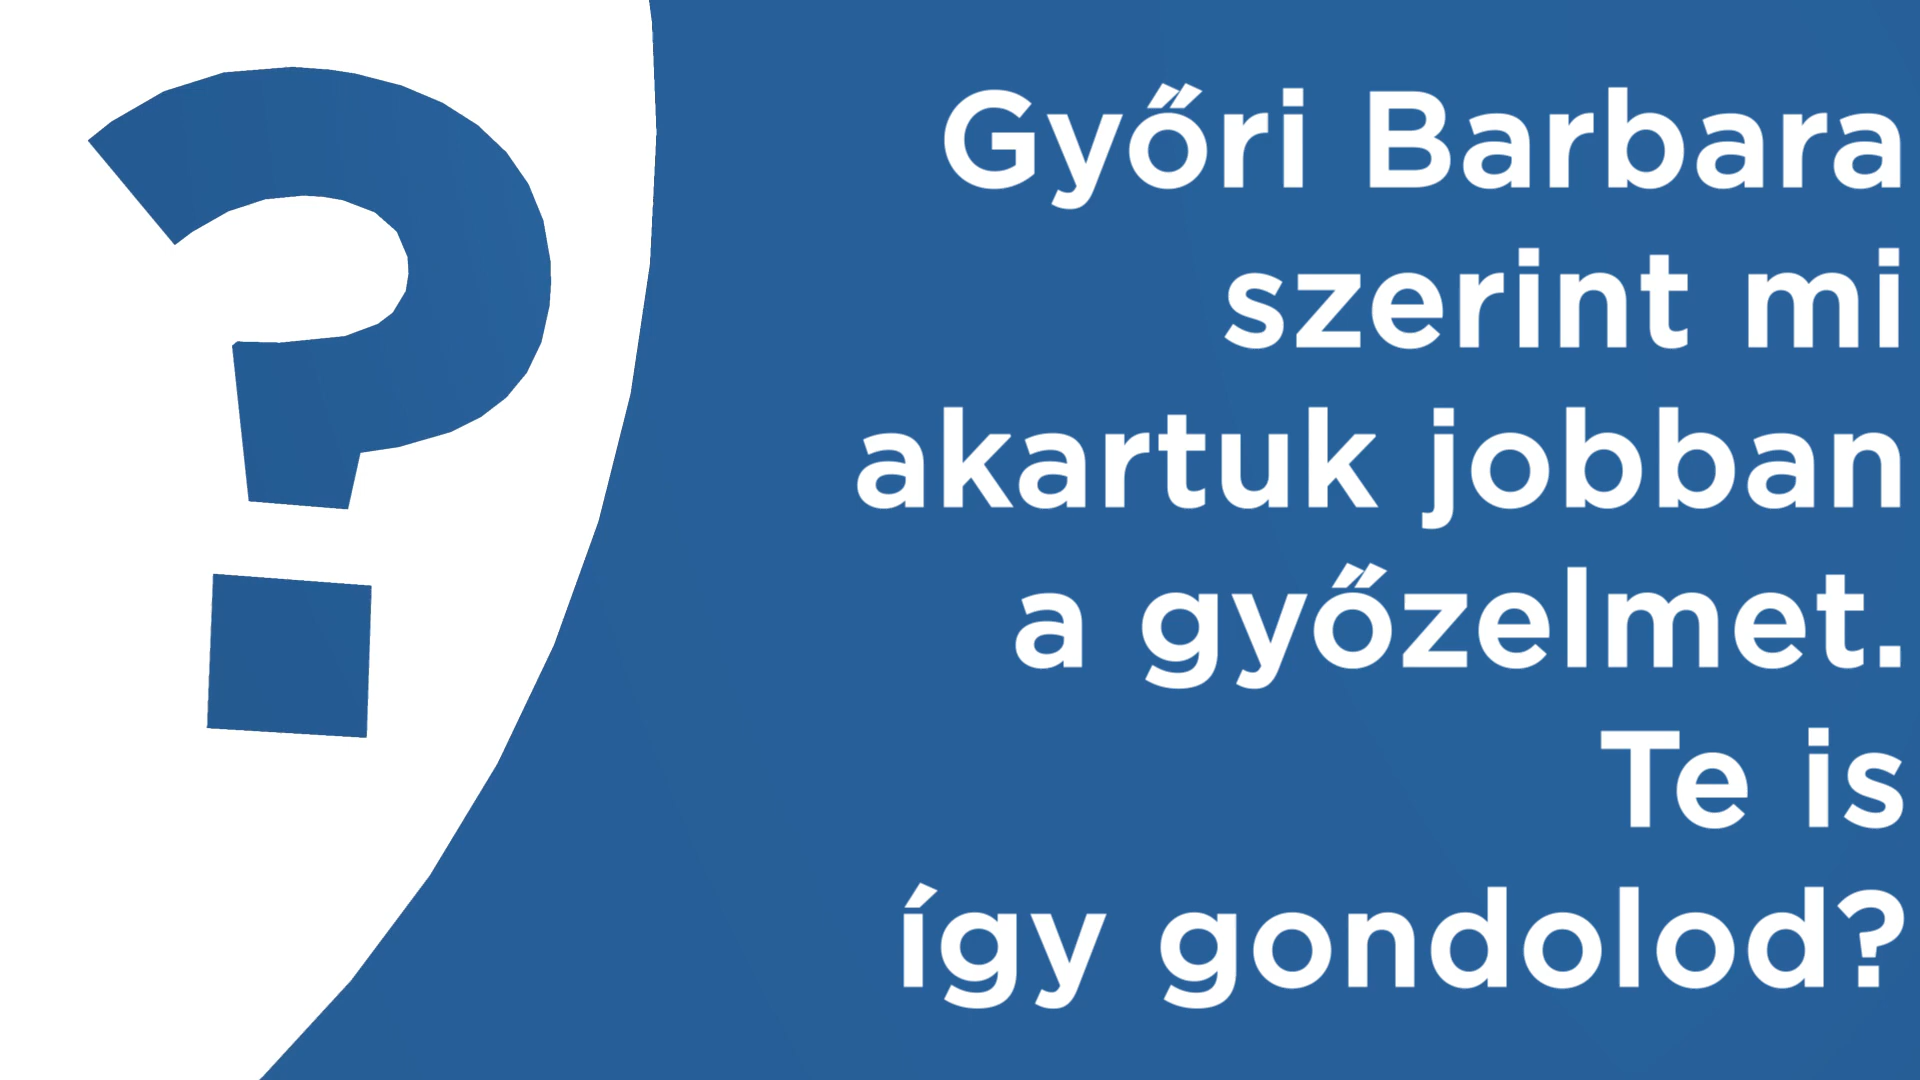 ?
Győri Barbara
szerint mi
akartuk jobban
a győzelmet.
Te is
így gondolod?